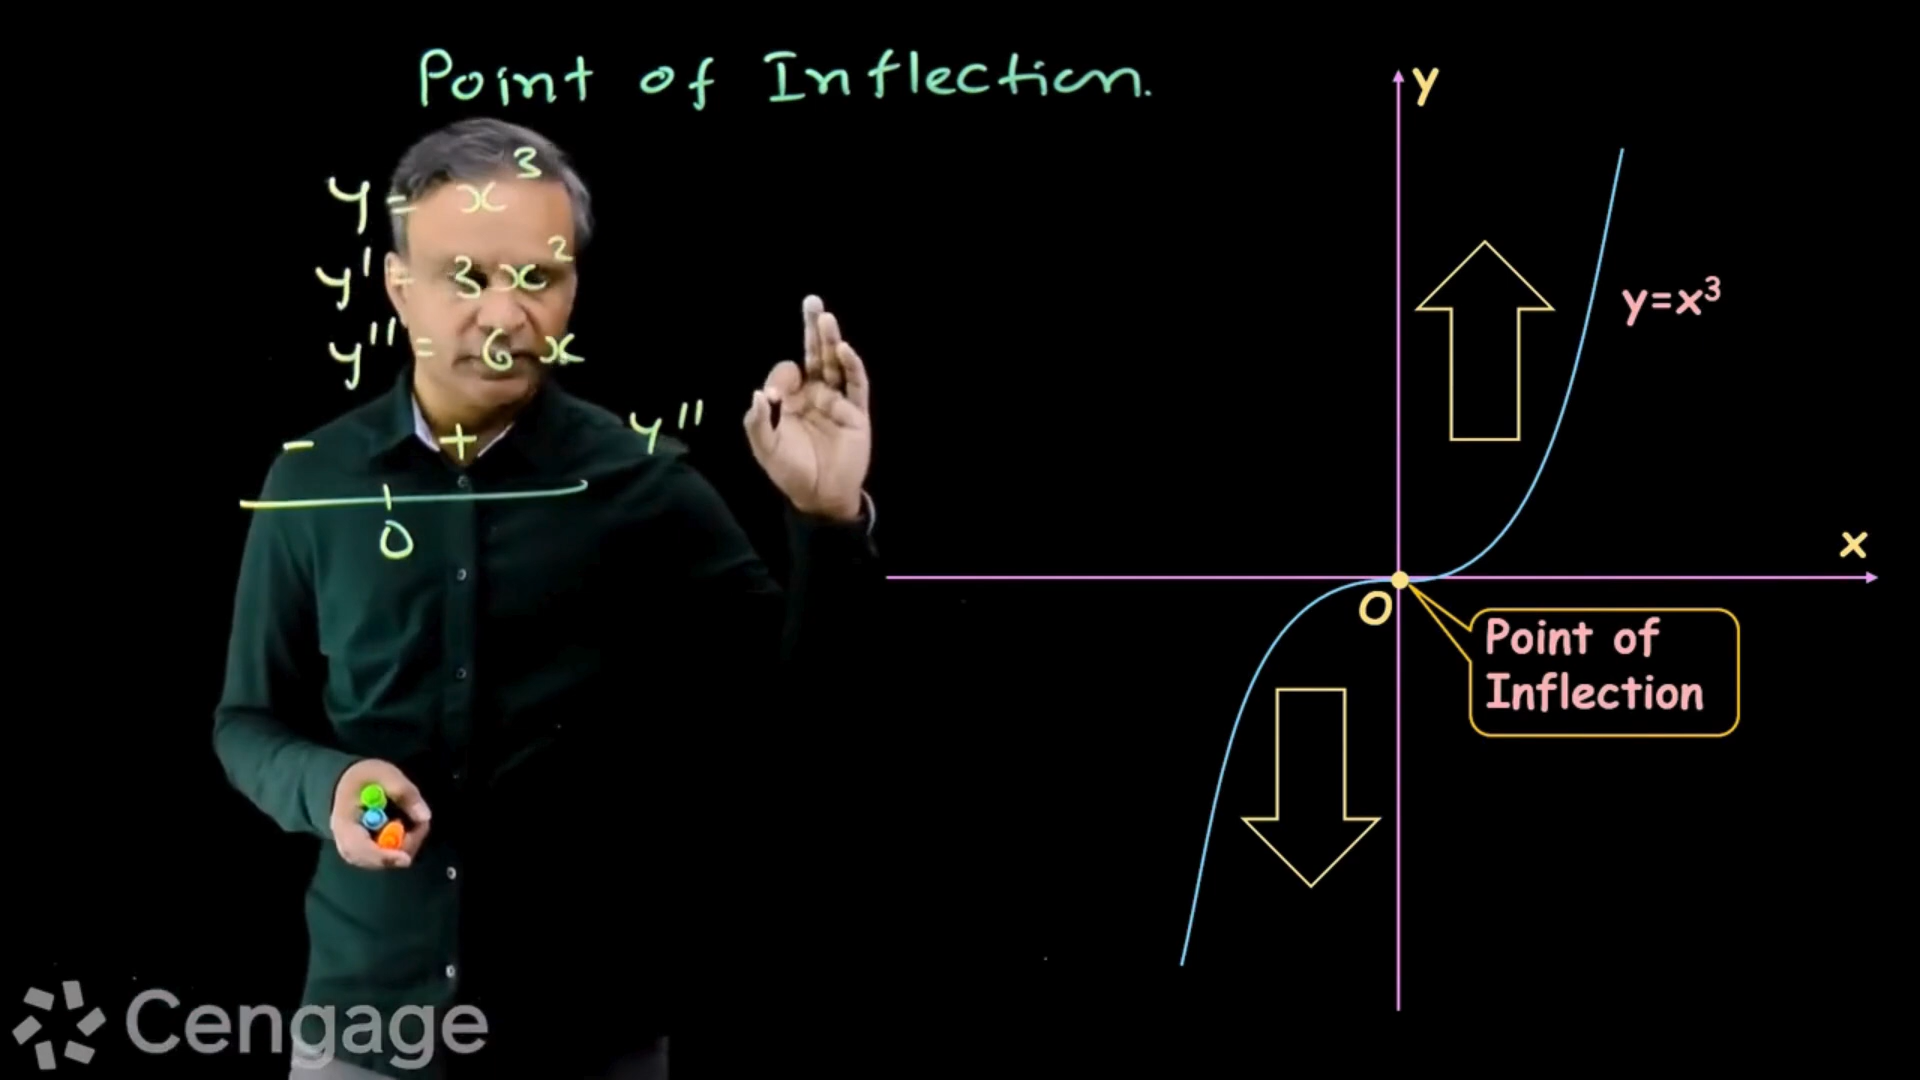 Point of Inflection.
y = x³
y' = 3x²
y'' = 6x
- + y''
0
y
y=x³
x
O
Point of
Inflection
Cengage